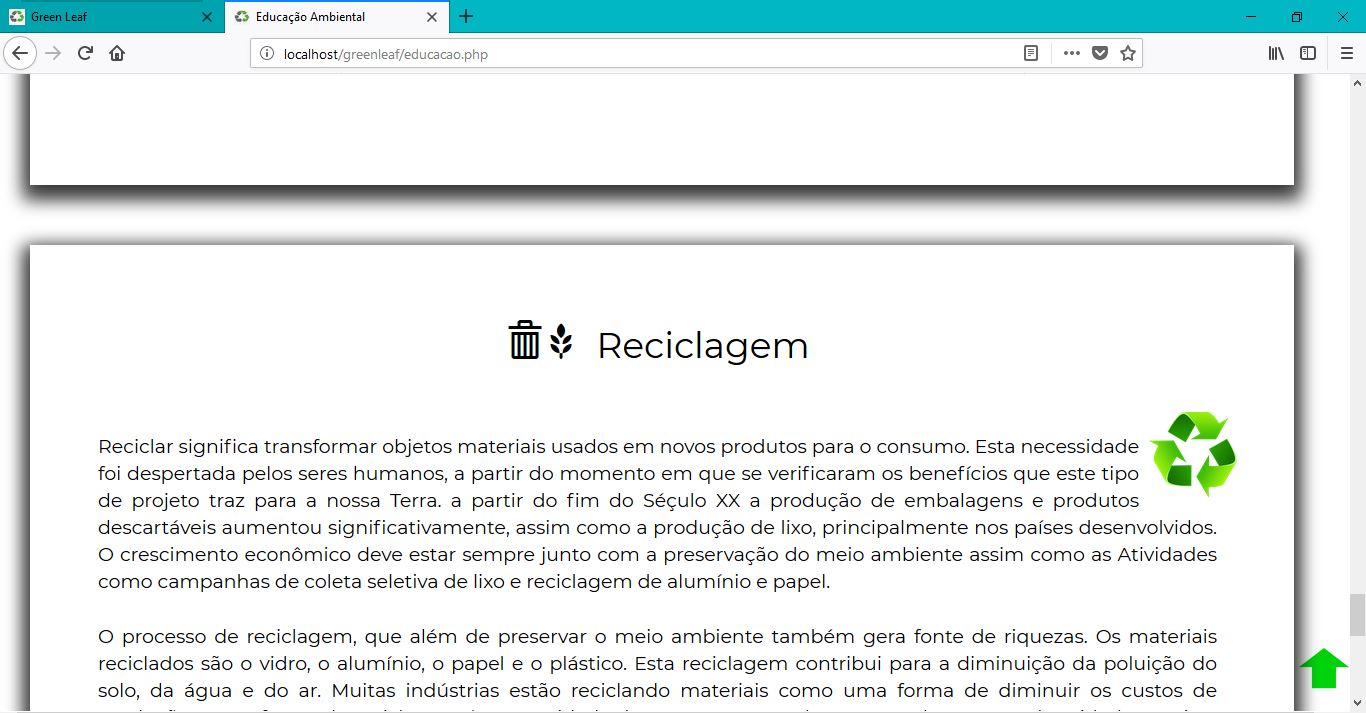 Green Leaf
Educação Ambiental
localhost/greenleaf/educacao.php
Reciclagem
Reciclar significa transformar objetos materiais usados em novos produtos para o consumo. Esta necessidade
foi despertada pelos seres humanos, a partir do momento em que se verificaram os benefícios que este tipo
de projeto traz para a nossa Terra. a partir do fim do Século XX a produção de embalagens e produtos
descartáveis aumentou significativamente, assim como a produção de lixo, principalmente nos países desenvolvidos.
O crescimento econômico deve estar sempre junto com a preservação do meio ambiente assim como as Atividades
como campanhas de coleta seletiva de lixo e reciclagem de alumínio e papel.
O processo de reciclagem, que além de preservar o meio ambiente também gera fonte de riquezas. Os materiais
reciclados são o vidro, o alumínio, o papel e o plástico. Esta reciclagem contribui para a diminuição da poluição do
solo, da água e do ar. Muitas indústrias estão reciclando materiais como uma forma de diminuir os custos de